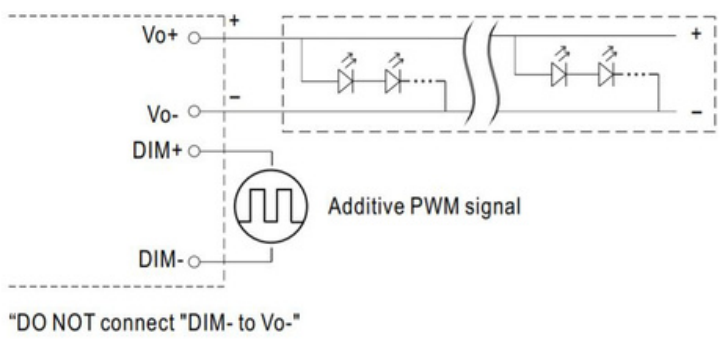 Vo+ + +
Vo- − −
DIM+
Additive PWM signal
DIM-
“DO NOT connect "DIM- to Vo-"